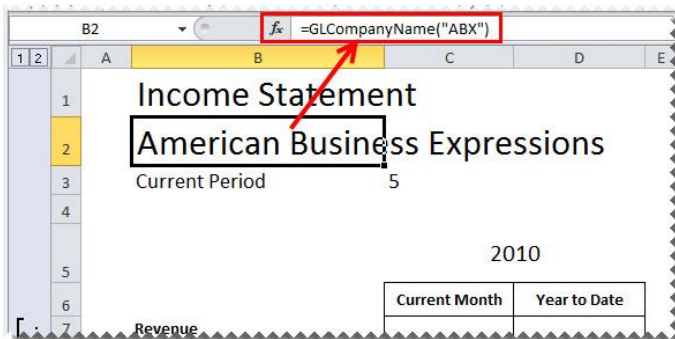 B2 fx =GLCompanyName("ABX")
1 2 A B C D E
1 Income Statement
2 American Business Expressions
3 Current Period 5
4
5 2010
6 Current Month Year to Date
7 Revenue